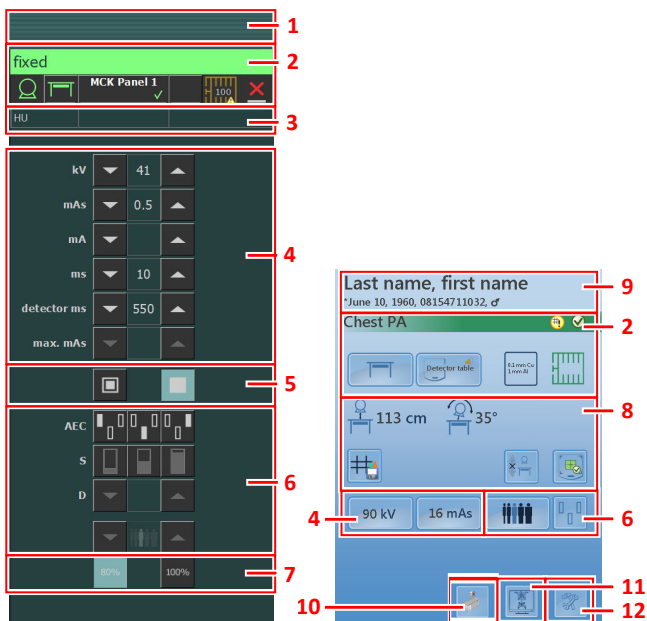 1
fixed
2
MCK Panel 1
100
HU
3
kV 41
mAs 0.5
mA
4
ms 10
detector ms 550
max. mAs
5
AEC
S
6
D
80% 100%
7
Last name, first name
9
*June 10, 1960, 08154711032, ♂
Chest PA
2
Detector table
0.1 mm Cu
1 mm Al
113 cm 35°
8
4
90 kV 16 mAs
6
11
10
12